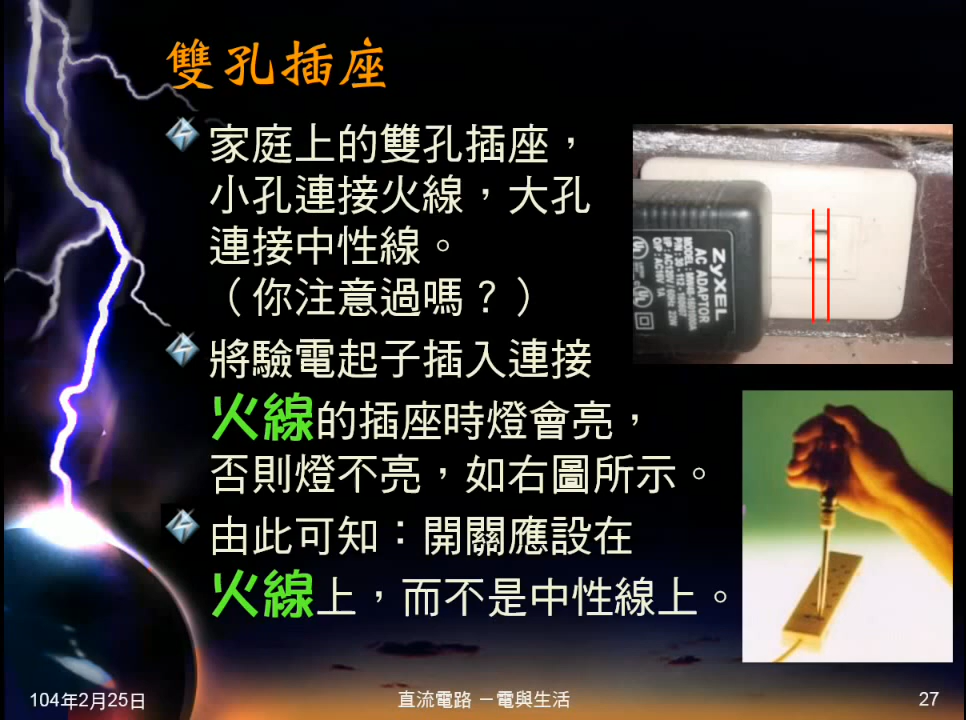 雙孔插座
家庭上的雙孔插座，
小孔連接火線，大孔
連接中性線。
（你注意過嗎？）
將驗電起子插入連接
火線的插座時燈會亮，
否則燈不亮，如右圖所示。
由此可知：開關應設在
火線上，而不是中性線上。
ZyXEL
AC ADAPTOR
104年2月25日
直流電路 －電與生活
27